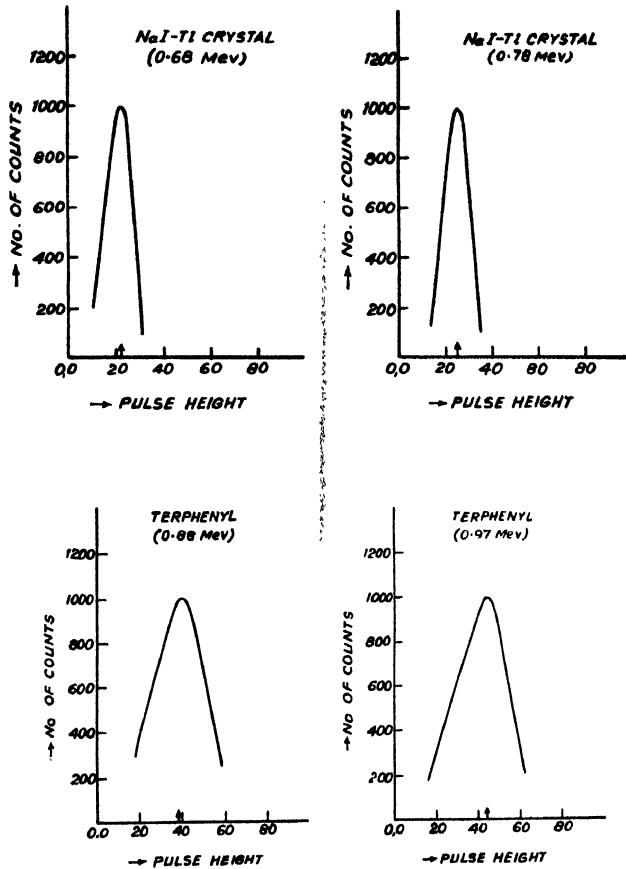 NaI-Tl CRYSTAL
(0.68 Mev)
1200
1000
800
600
400
200
→ NO. OF COUNTS
0,0 20 40 60 80
→ PULSE HEIGHT
NaI-Tl CRYSTAL
(0.78 Mev)
1200
1000
800
600
400
200
→ NO. OF COUNTS
0,0 20 40 60 80
→ PULSE HEIGHT
TERPHENYL
(0.88 Mev)
1200
1000
800
600
400
200
→ NO OF COUNTS
0.0 20 40 60 80
→ PULSE HEIGHT
TERPHENYL
(0.97 Mev)
1200
1000
800
600
400
200
→ NO OF COUNTS
0,0 20 40 60 80
→ PULSE HEIGHT